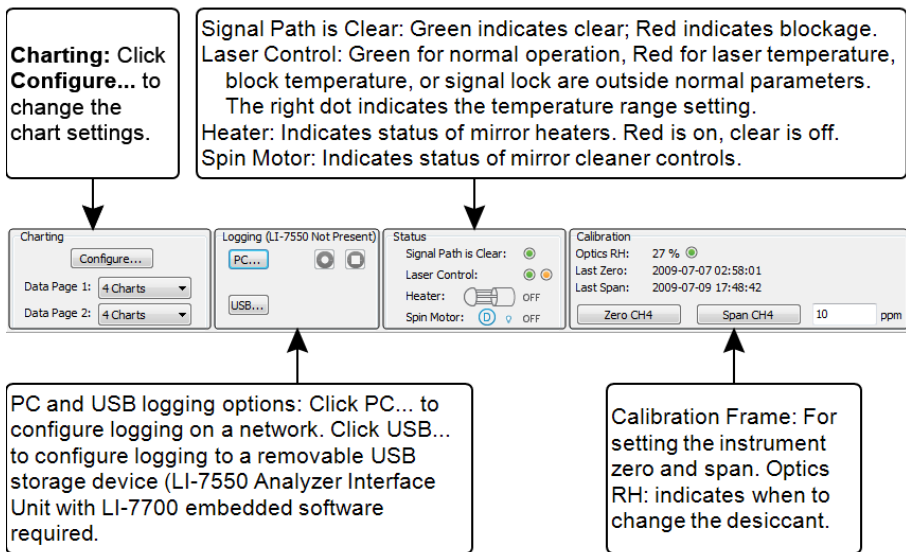 Charting: Click
Configure... to
change the
chart settings.
Signal Path is Clear: Green indicates clear; Red indicates blockage.
Laser Control: Green for normal operation, Red for laser temperature,
block temperature, or signal lock are outside normal parameters.
The right dot indicates the temperature range setting.
Heater: Indicates status of mirror heaters. Red is on, clear is off.
Spin Motor: Indicates status of mirror cleaner controls.
Charting
Configure...
Data Page 1: 4 Charts
Data Page 2: 4 Charts
Logging (LI-7550 Not Present)
PC...
USB...
Status
Signal Path is Clear:
Laser Control:
Heater: OFF
Spin Motor: D OFF
Calibration
Optics RH: 27 %
Last Zero: 2009-07-07 02:58:01
Last Span: 2009-07-09 17:48:42
Zero CH4 Span CH4 10 ppm
PC and USB logging options: Click PC... to
configure logging on a network. Click USB...
to configure logging to a removable USB
storage device (LI-7550 Analyzer Interface
Unit with LI-7700 embedded software
required.
Calibration Frame: For
setting the instrument
zero and span. Optics
RH: indicates when to
change the desiccant.